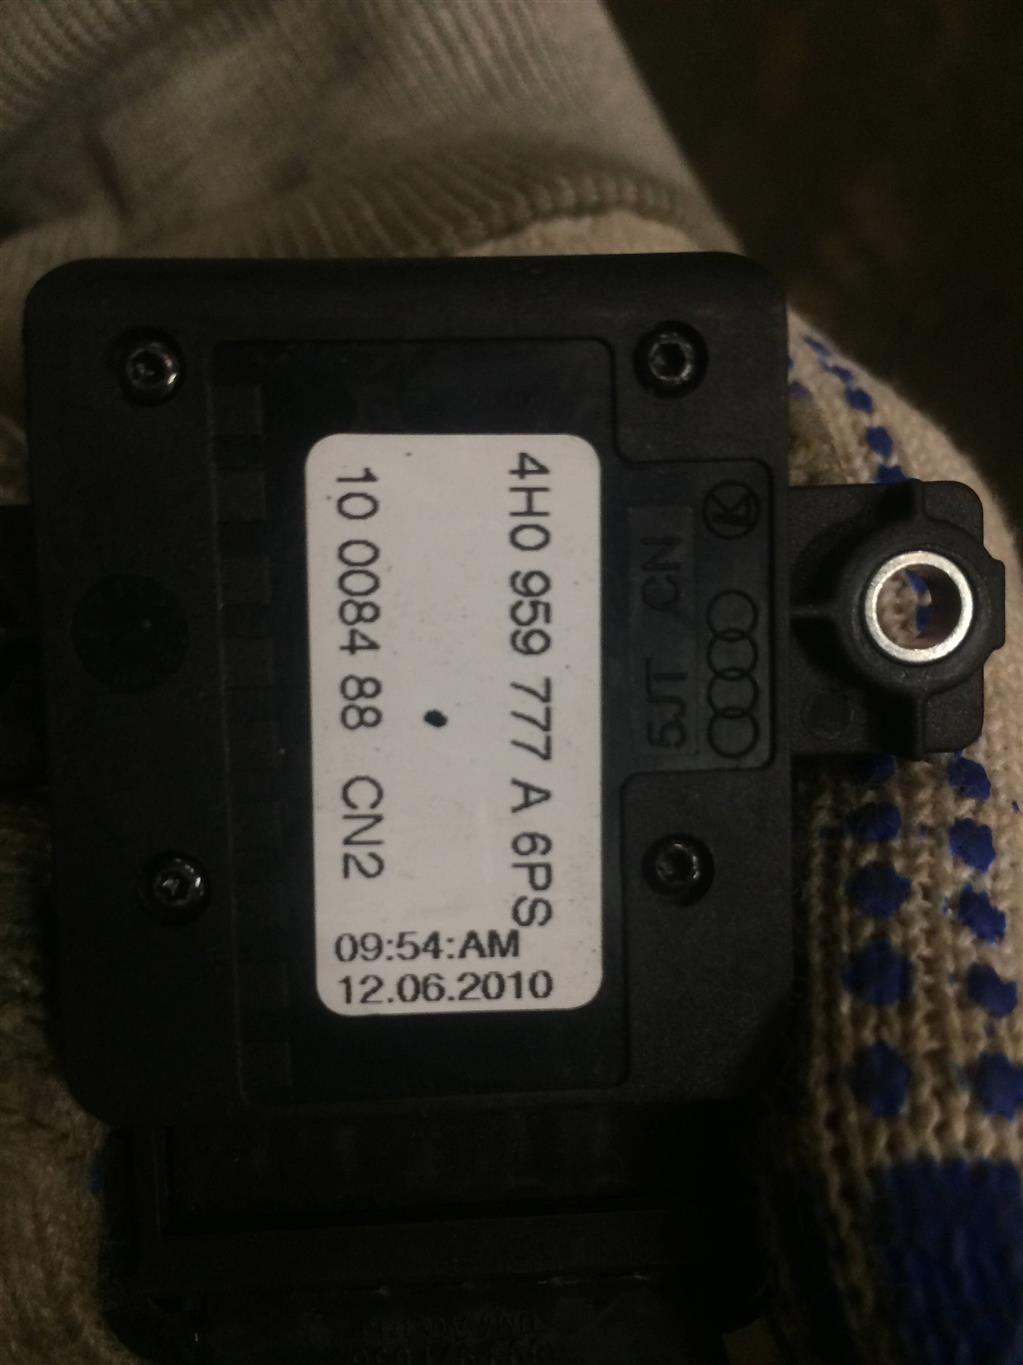 4H0 959 777 A 6PS
10 0084 88 CN2
09:54:AM
12.06.2010
5JT CN